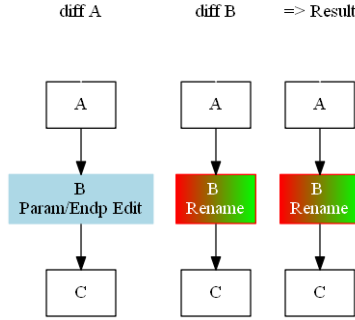 diff A diff B => Result
A A A
B B B
Param/Endp Edit Rename Rename
C C C